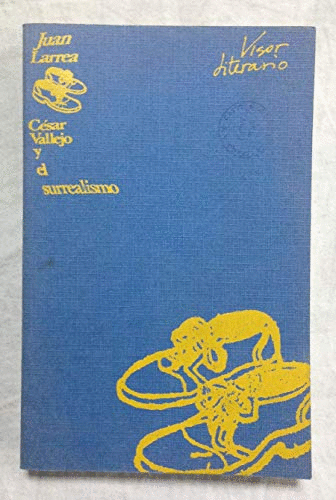 Juan
Larrea
César
Vallejo
y
el
surrealismo
Visor
literario